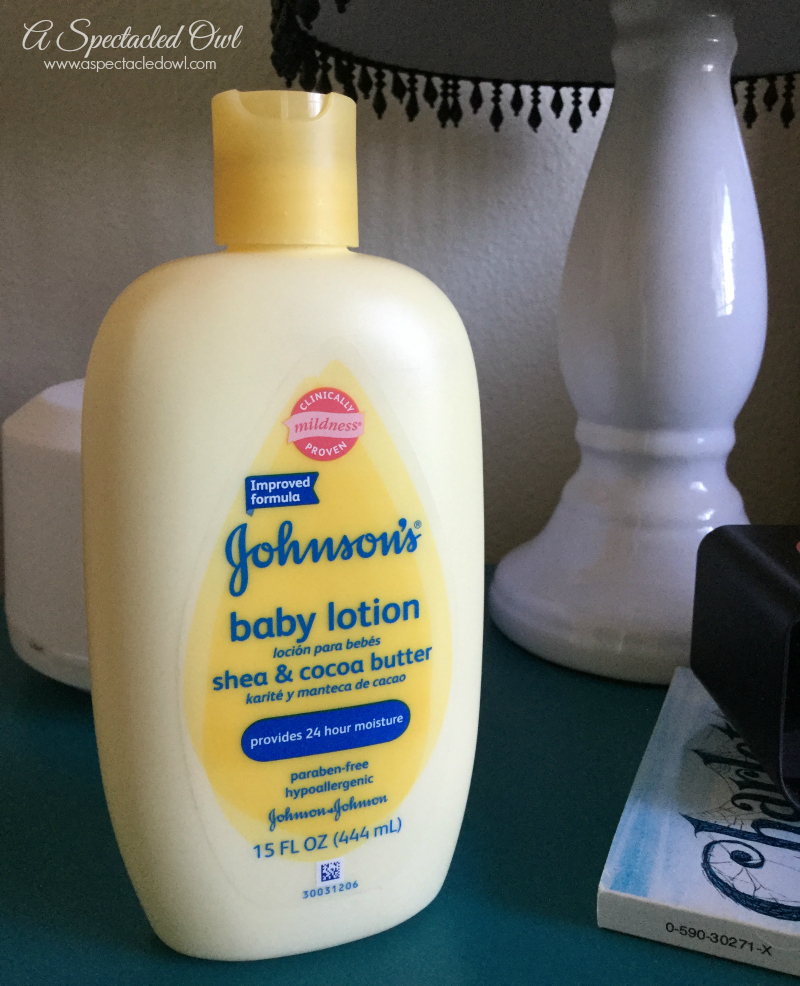 A Spectacled Owl
www.aspectacledowl.com
CLINICALLY
mildness®
PROVEN
Improved
formula
Johnson's®
baby lotion
loción para bebés
shea & cocoa butter
karité y manteca de cacao
provides 24 hour moisture
paraben-free
hypoallergenic
Johnson & Johnson
15 FL OZ (444 mL)
30031206
0-590-30271-X